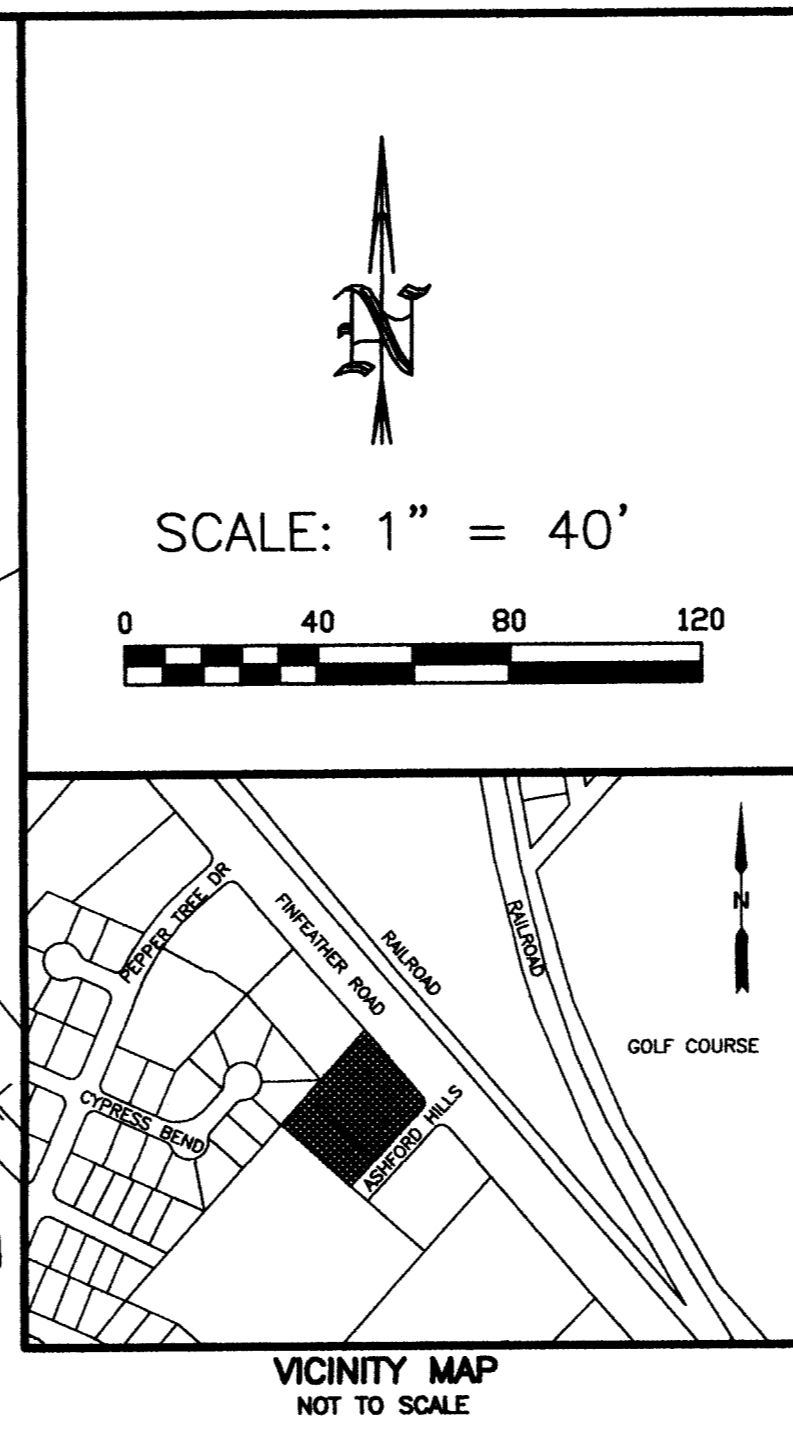 N
SCALE: 1" = 40'
0 40 80 120
PEPPER TREE DR
FINFEATHER ROAD
RAILROAD
RAILROAD
N
GOLF COURSE
CYPRESS BEND
ASHFORD HILLS
VICINITY MAP
NOT TO SCALE